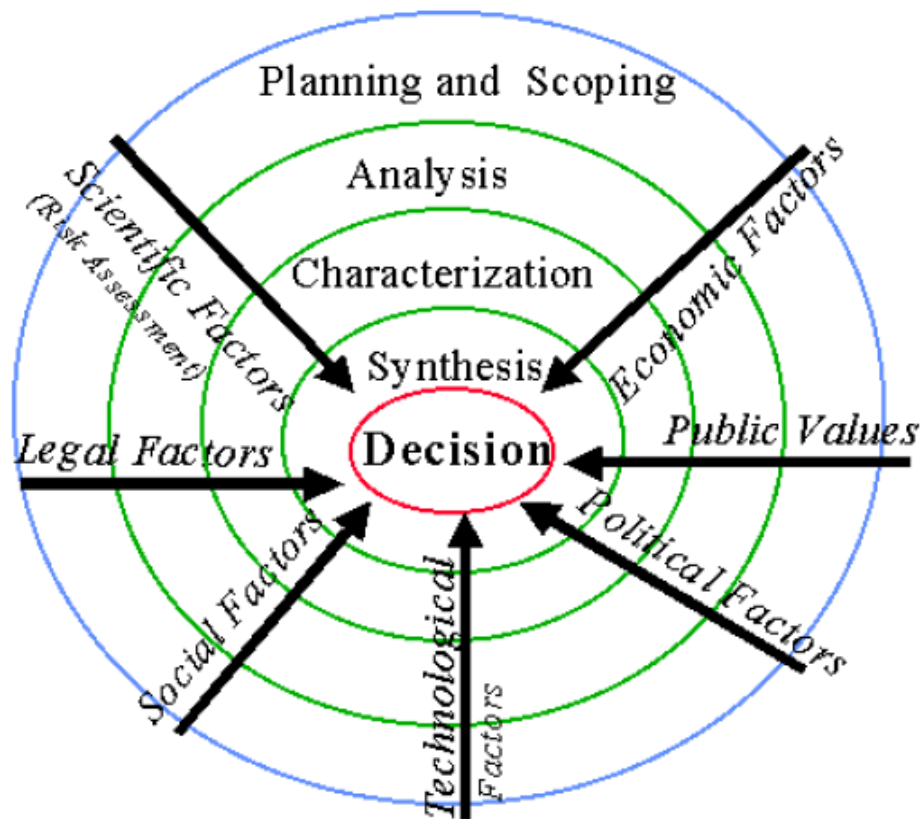 Planning and Scoping
Analysis
Characterization
Synthesis
Decision
Scientific Factors
(Risk Assessment)
Economic Factors
Legal Factors
Public Values
Social Factors
Technological
Factors
Political Factors